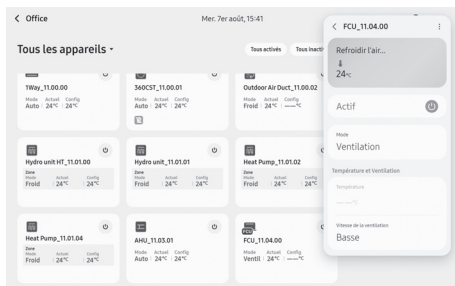 Office
Mer. 7er août, 15:41
Tous les appareils
Tous activés
1Way_11.00.00
Mode Actuel Config
Auto 24°C 24°C
360CST_11.00.01
Mode Actuel Config
Auto 24°C 24°C
Outdoor Air Duct_11.00.02
Mode Actuel Config
Froid 24°C ——°C
Hydro unit HT_11.01.00
Zone
Mode Actuel Config
Froid 24°C 24°C
Hydro unit_11.01.01
Zone
Mode Actuel Config
Froid 24°C 24°C
Heat Pump_11.01.02
Zone
Mode Actuel Config
Froid 24°C 24°C
Heat Pump_11.01.04
Zone
Mode Actuel Config
Froid 24°C 24°C
AHU_11.03.01
Mode Actuel Config
Auto 24°C 24°C
FCU
FCU_11.04.00
Mode Actuel Config
Ventil 24°C ——°C
FCU_11.04.00
Refroidir l'air...
24°C
Actif
Mode
Ventilation
Température et Ventilation
Température
——°C
Vitesse de la ventilation
Basse